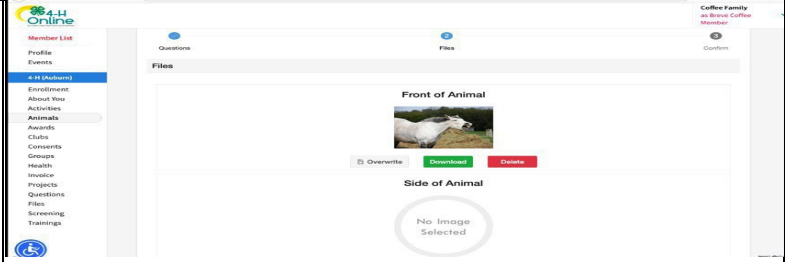 4-H
Online
Coffee Family
as Breve Coffee
Member
Member List
Profile
Events
4-H (Auburn)
Enrollment
About You
Activities
Animals
Awards
Clubs
Consents
Groups
Health
Invoice
Projects
Questions
Files
Screening
Trainings
Questions
2
Files
3
Confirm
Files
Front of Animal
Overwrite
Download
Delete
Side of Animal
No Image
Selected